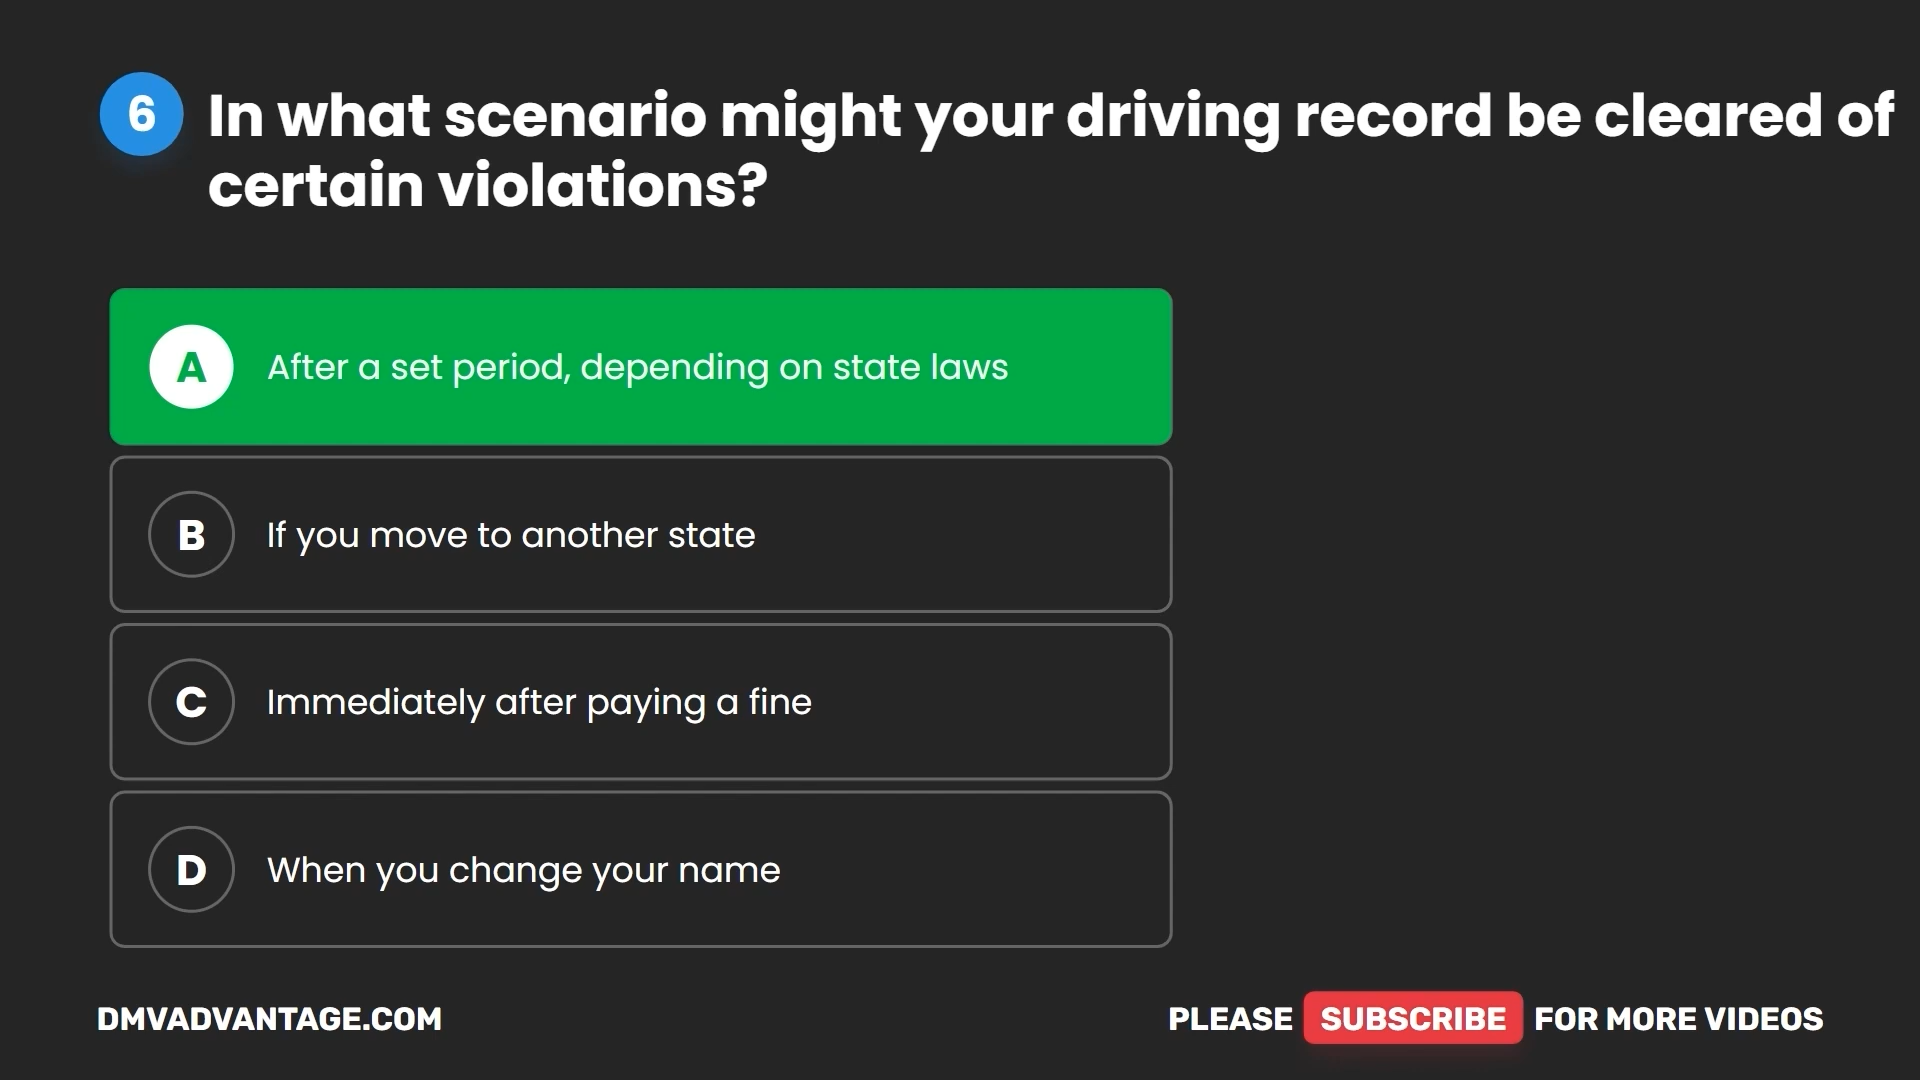 6
In what scenario might your driving record be cleared of
certain violations?
A After a set period, depending on state laws
B If you move to another state
C Immediately after paying a fine
D When you change your name
DMVADVANTAGE.COM
PLEASE SUBSCRIBE FOR MORE VIDEOS